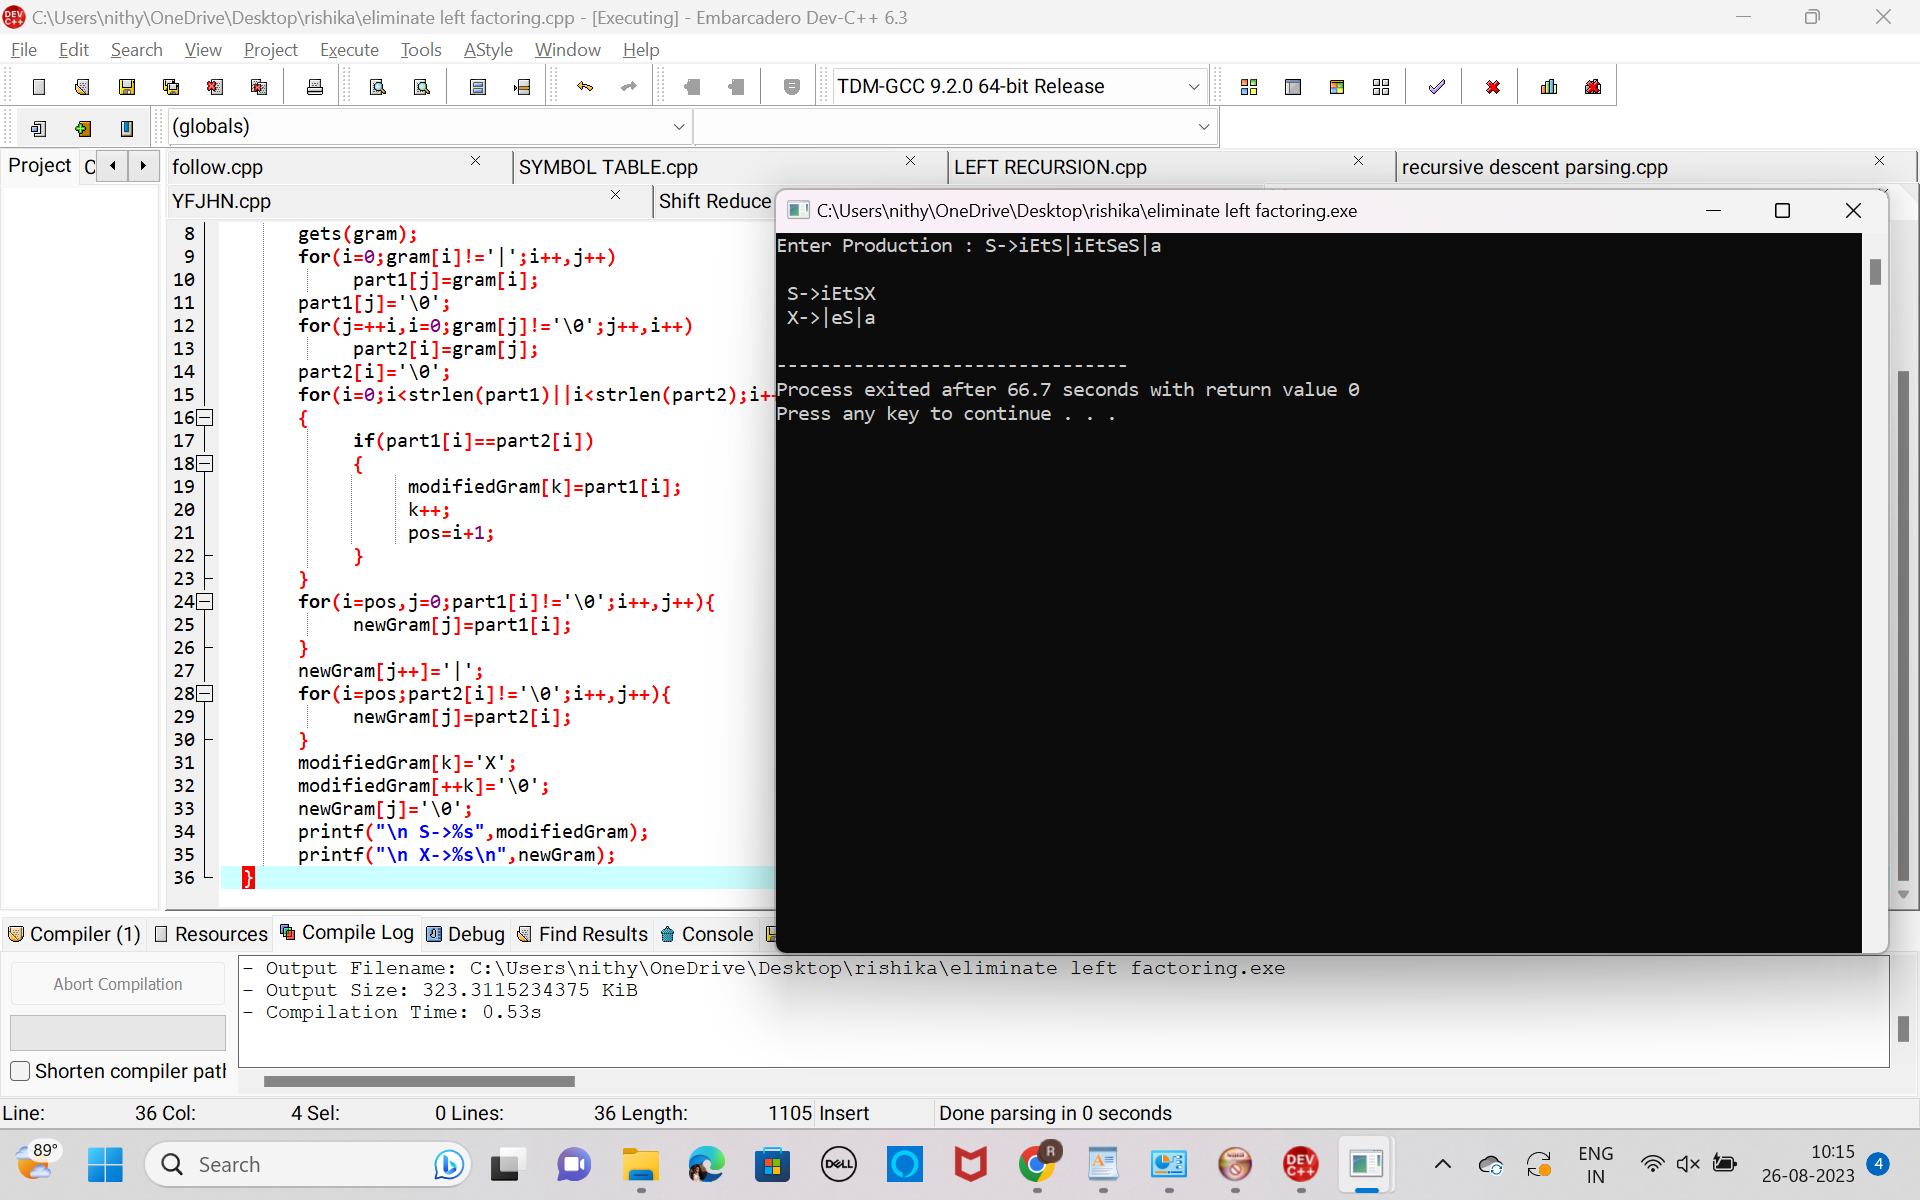 C:\Users\nithy\OneDrive\Desktop\rishika\eliminate left factoring.cpp - [Executing] - Embarcadero Dev-C++ 6.3
File Edit Search View Project Execute Tools AStyle Window Help
TDM-GCC 9.2.0 64-bit Release
(globals)
Project C follow.cpp SYMBOL TABLE.cpp LEFT RECURSION.cpp recursive descent parsing.cpp
YFJHN.cpp Shift Reduce
8 gets(gram);
9 for(i=0;gram[i]!='|';i++,j++)
10 part1[j]=gram[i];
11 part1[j]='\0';
12 for(j=++i,i=0;gram[j]!='\0';j++,i++)
13 part2[i]=gram[j];
14 part2[i]='\0';
15 for(i=0;i<strlen(part1)||i<strlen(part2);i+
16 {
17 if(part1[i]==part2[i])
18 {
19 modifiedGram[k]=part1[i];
20 k++;
21 pos=i+1;
22 }
23 }
24 for(i=pos,j=0;part1[i]!='\0';i++,j++){
25 newGram[j]=part1[i];
26 }
27 newGram[j++]='|';
28 for(i=pos;part2[i]!='\0';i++,j++){
29 newGram[j]=part2[i];
30 }
31 modifiedGram[k]='X';
32 modifiedGram[++k]='\0';
33 newGram[j]='\0';
34 printf("\n S->%s",modifiedGram);
35 printf("\n X->%s\n",newGram);
36 }
C:\Users\nithy\OneDrive\Desktop\rishika\eliminate left factoring.exe
Enter Production : S->iEtS|iEtSeS|a
S->iEtSX
X->|eS|a
--------------------------------
Process exited after 66.7 seconds with return value 0
Press any key to continue . . .
Compiler (1) Resources Compile Log Debug Find Results Console
Abort Compilation
Shorten compiler path
- Output Filename: C:\Users\nithy\OneDrive\Desktop\rishika\eliminate left factoring.exe
- Output Size: 323.3115234375 KiB
- Compilation Time: 0.53s
Line: 36 Col: 4 Sel: 0 Lines: 36 Length: 1105 Insert Done parsing in 0 seconds
89°
Search
DELL
R
DEV C++
ENG
IN
10:15
26-08-2023
4